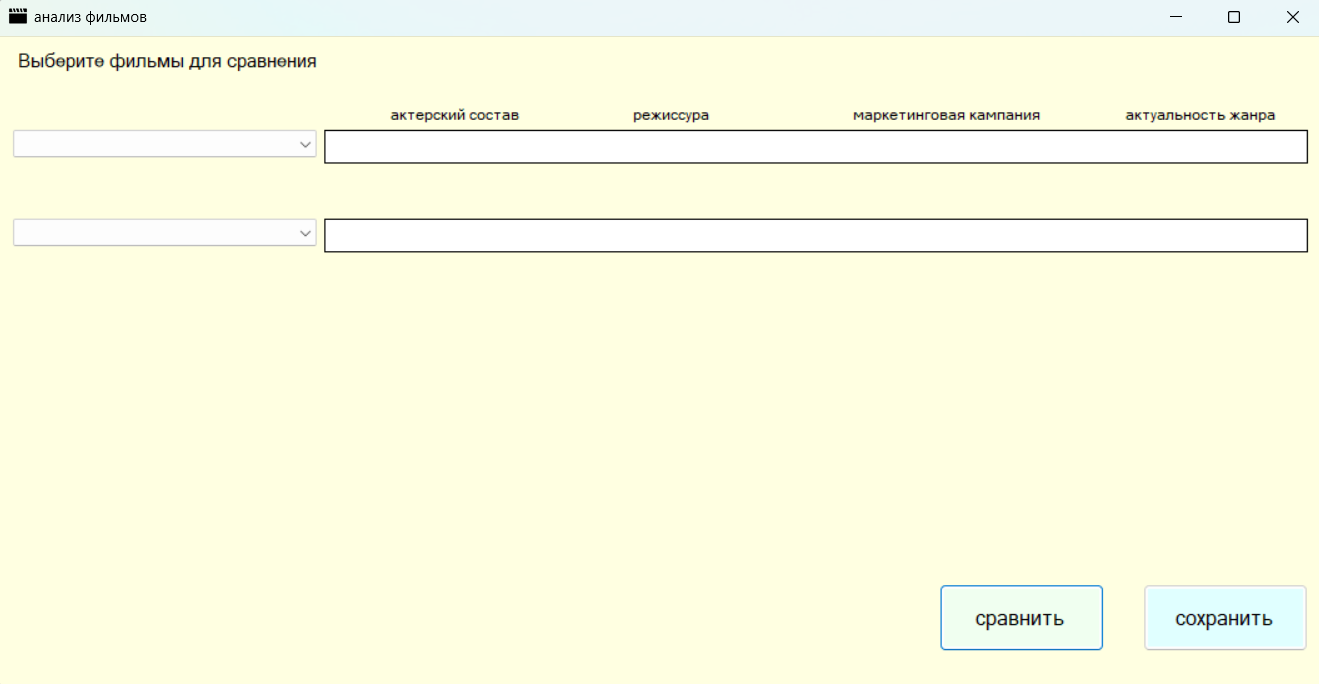 анализ фильмов
Выберите фильмы для сравнения
актерский состав режиссура маркетинговая кампания актуальность жанра
сравнить сохранить